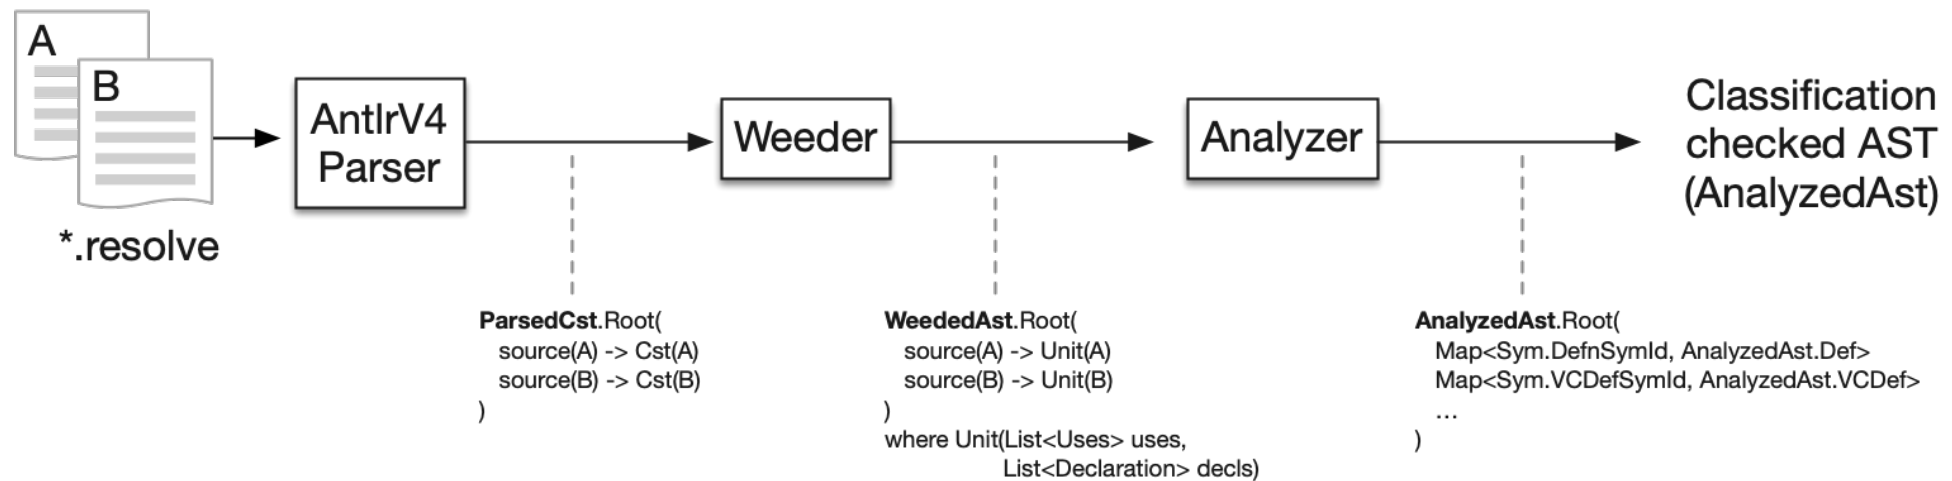 A
B
*.resolve
AntlrV4
Parser
Weeder
Analyzer
Classification
checked AST
(AnalyzedAst)
ParsedCst.Root(
source(A) -> Cst(A)
source(B) -> Cst(B)
)
WeededAst.Root(
source(A) -> Unit(A)
source(B) -> Unit(B)
)
where Unit(List<Uses> uses,
List<Declaration> decls)
AnalyzedAst.Root(
Map<Sym.DefnSymId, AnalyzedAst.Def>
Map<Sym.VCDefSymId, AnalyzedAst.VCDef>
...
)